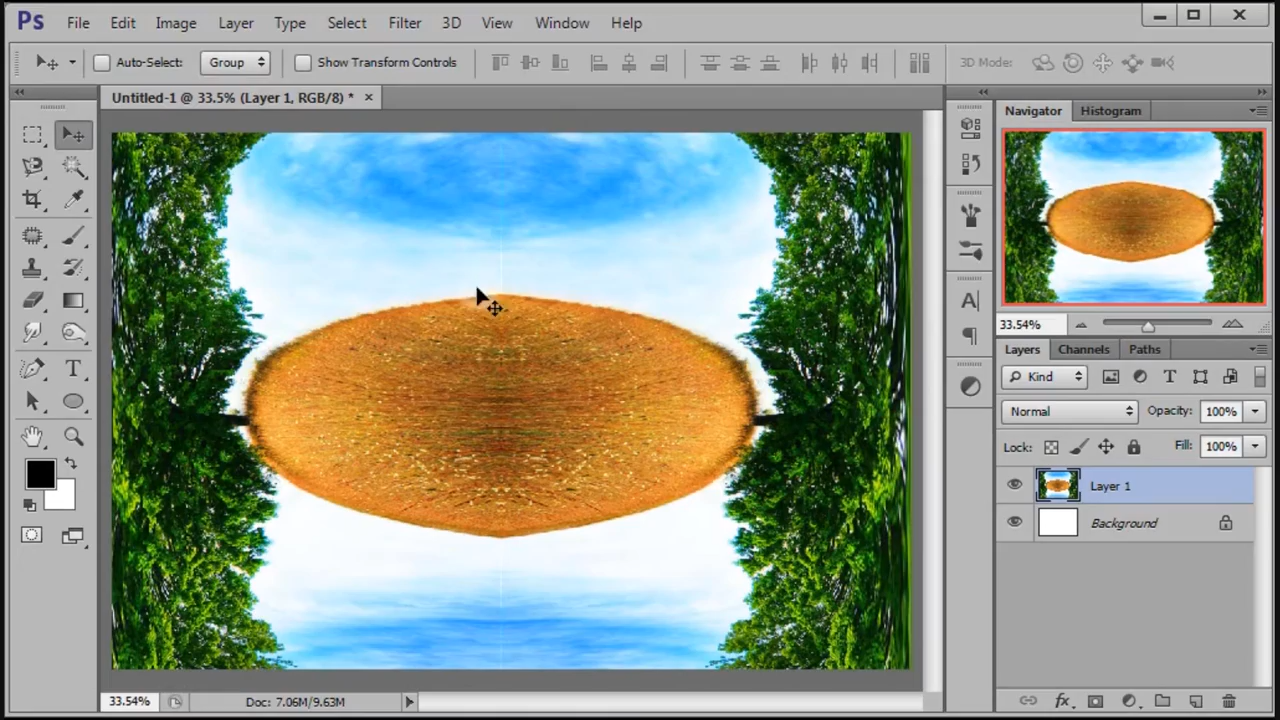 Ps File Edit Image Layer Type Select Filter 3D View Window Help
Auto-Select: Group Show Transform Controls 3D Mode:
Untitled-1 @ 33.5% (Layer 1, RGB/8) * ×
Navigator Histogram
33.54%
Layers Channels Paths
Kind
Normal Opacity: 100%
Lock: Fill: 100%
Layer 1
Background
33.54% Doc: 7.06M/9.63M